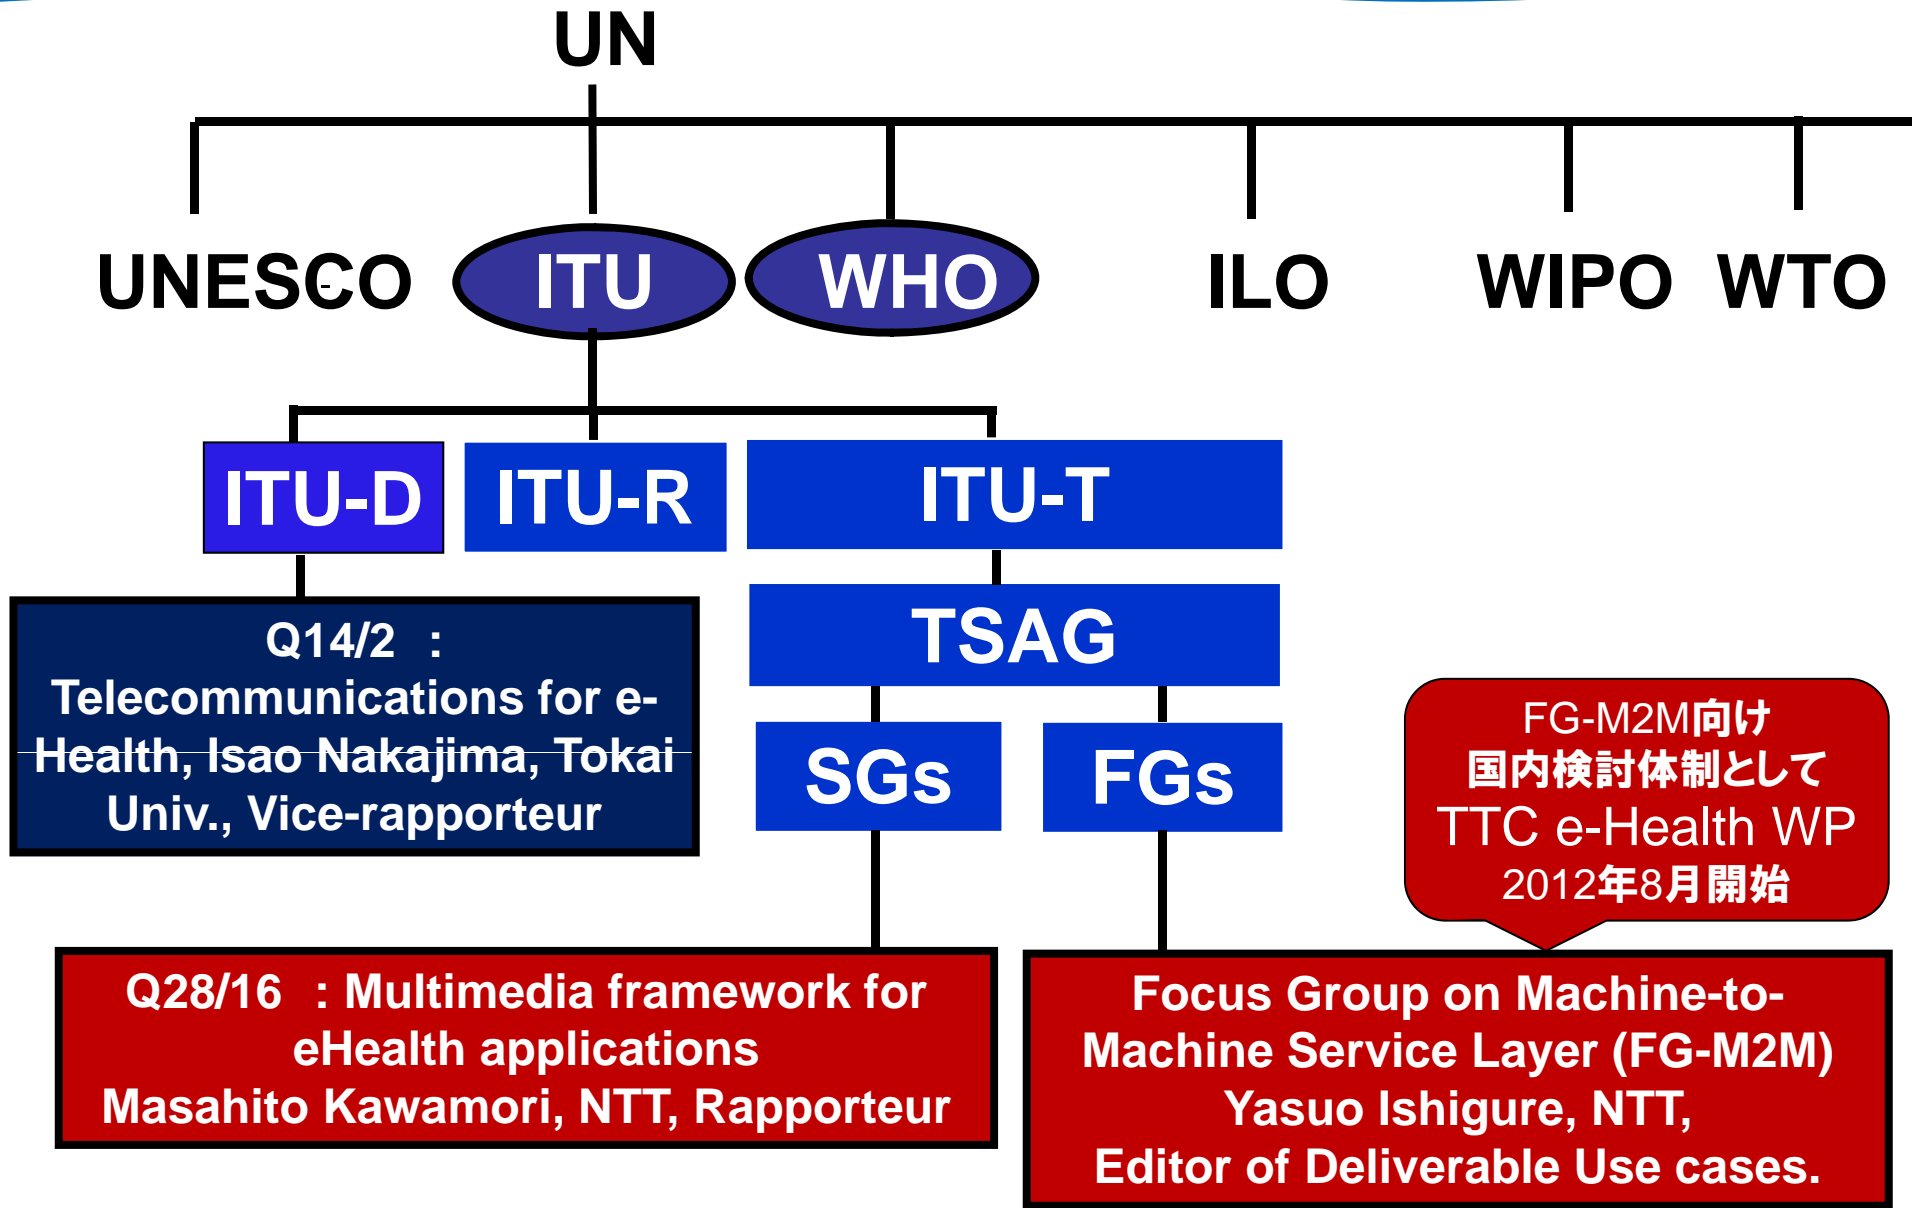 UN
UNESCO
ITU
WHO
ILO
WIPO
WTO
ITU-D
ITU-R
ITU-T
TSAG
SGs
FGs
Q14/2 :
Telecommunications for e-
Health, Isao Nakajima, Tokai
Univ., Vice-rapporteur
FG-M2M向け
国内検討体制として
TTC e-Health WP
2012年8月開始
Q28/16 : Multimedia framework for
eHealth applications
Masahito Kawamori, NTT, Rapporteur
Focus Group on Machine-to-
Machine Service Layer (FG-M2M)
Yasuo Ishigure, NTT,
Editor of Deliverable Use cases.